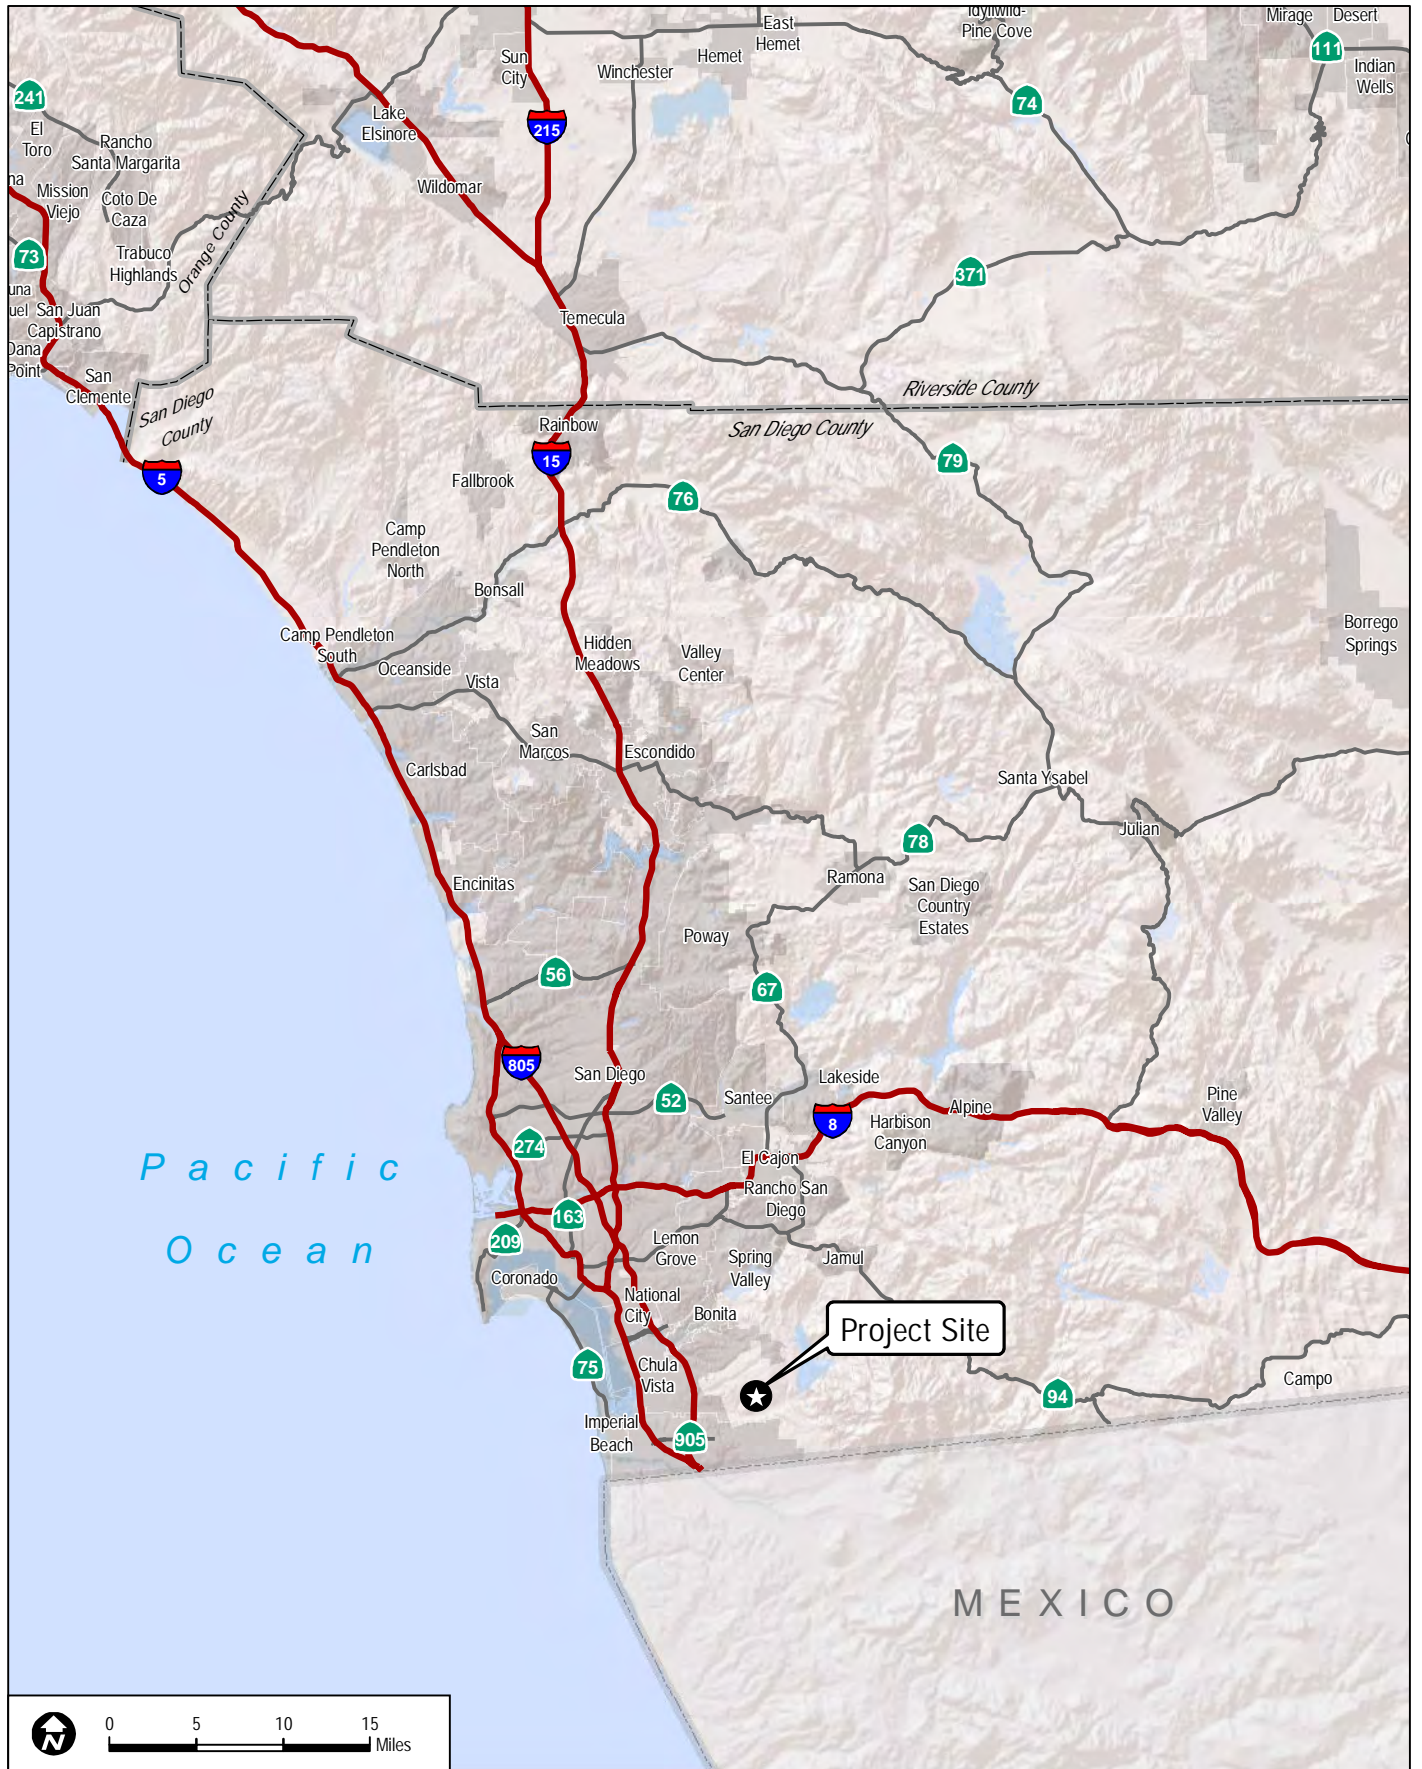 Idyllwild-
Pine Cove
East
Hemet
Hemet
Mirage
Desert
111
Indian
Wells
Sun
City
Winchester
241
74
El
Toro
Lake
Elsinore
215
Rancho
Santa Margarita
na
Mission
Viejo
Coto De
Caza
Wildomar
Orange County
73
Trabuco
Highlands
371
una
uel
San Juan
Capistrano
Temecula
Dana
Point
San
Clemente
San Diego
County
Riverside County
San Diego County
Rainbow
15
79
5
Fallbrook
76
Camp
Pendleton
North
Bonsall
Camp Pendleton
South
Oceanside
Hidden
Meadows
Valley
Center
Borrego
Springs
Vista
San
Marcos
Escondido
Carlsbad
Santa Ysabel
Julian
78
Encinitas
Ramona
San Diego
Country
Estates
Poway
56
67
805
San Diego
Lakeside
52
Santee
Alpine
Pine
Valley
8
Harbison
Canyon
274
El Cajon
Pacific
Ocean
Rancho San
Diego
163
209
Lemon
Grove
Spring
Valley
Jamul
Coronado
National
City
Bonita
Project Site
75
Chula
Vista
94
Campo
Imperial
Beach
905
MEXICO
N
0 5 10 15
Miles